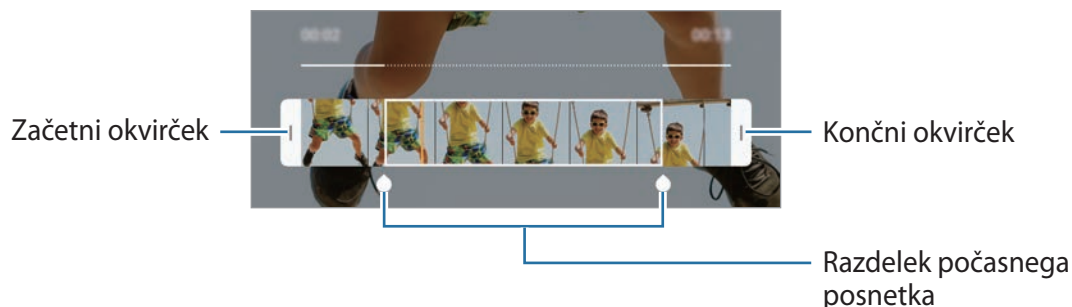 00:02
00:13
Začetni okvirček
Končni okvirček
Razdelek počasnega
posnetka